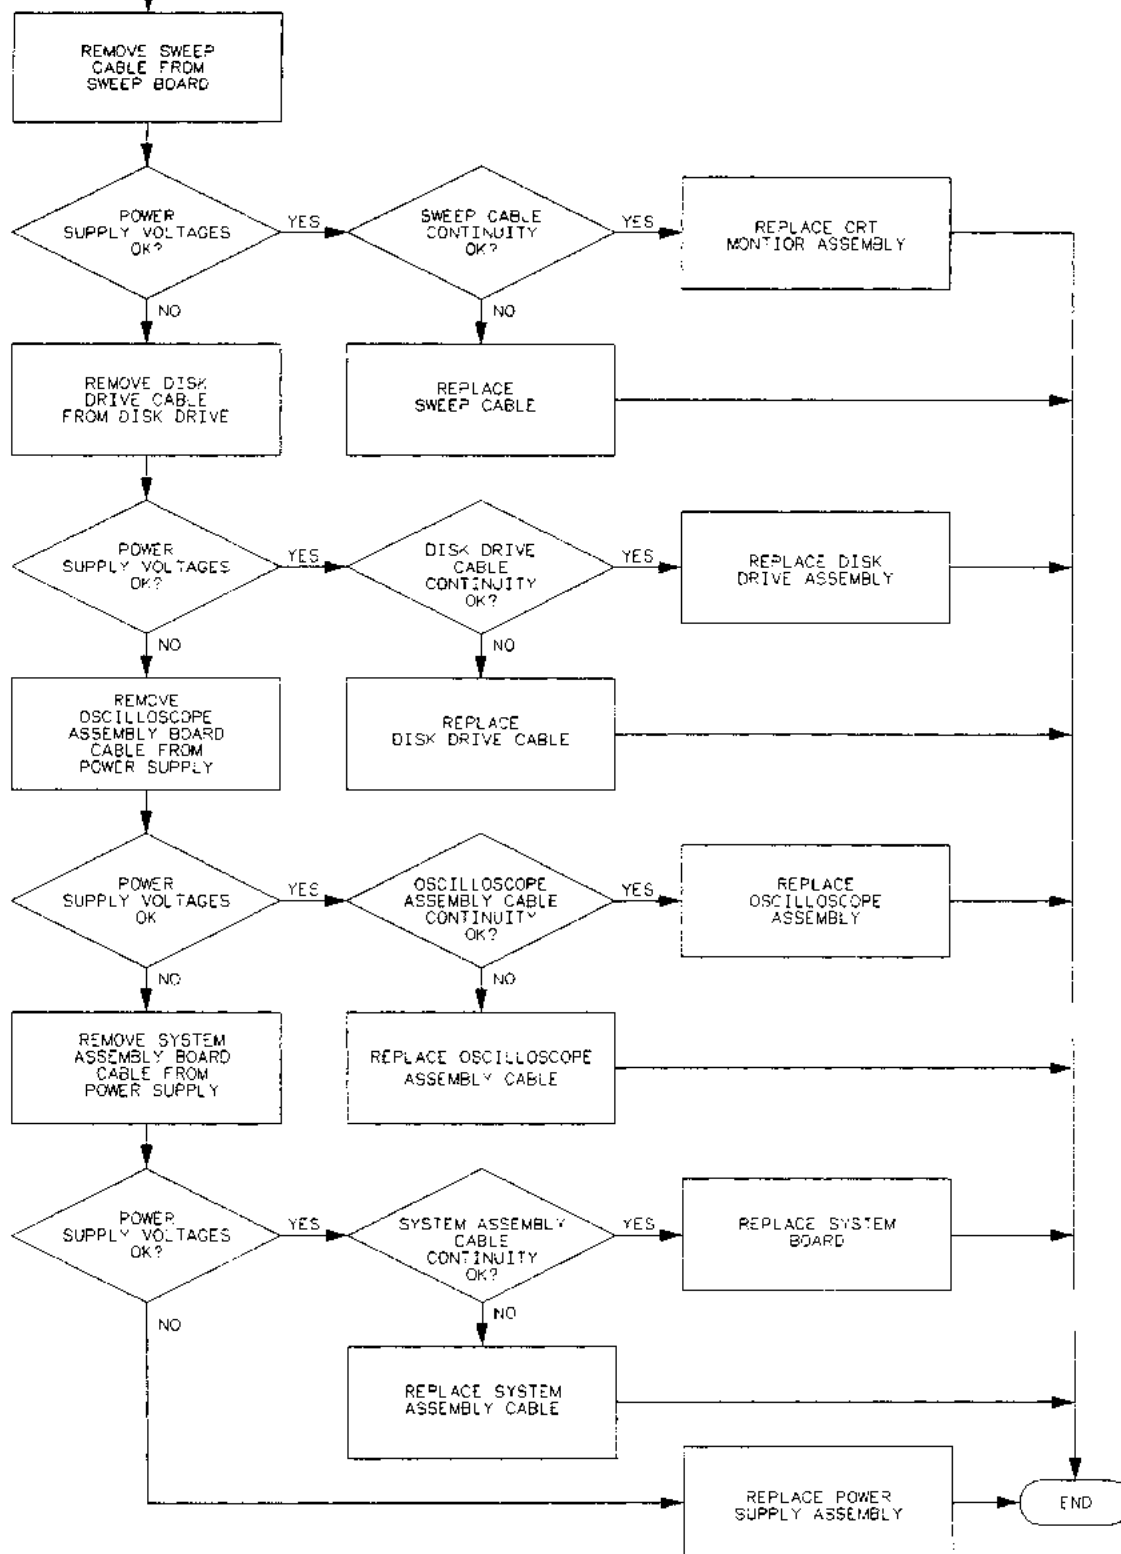 REMOVE SWEEP
CABLE FROM
SWEEP BOARD
POWER
SUPPLY VOLTAGES
OK?
YES
SWEEP CABLE
CONTINUITY
OK?
YES
REPLACE CRT
MONTIOR ASSEMBLY
NO
NO
REMOVE DISK
DRIVE CABLE
FROM DISK DRIVE
REPLACE
SWEEP CABLE
POWER
SUPPLY VOLTAGES
OK?
YES
DISK DRIVE
CABLE
CONTINUITY
OK?
YES
REPLACE DISK
DRIVE ASSEMBLY
NO
NO
REMOVE
OSCILLOSCOPE
ASSEMBLY BOARD
CABLE FROM
POWER SUPPLY
REPLACE
DISK DRIVE CABLE
POWER
SUPPLY VOLTAGES
OK
YES
OSCILLOSCOPE
ASSEMBLY CABLE
CONTINUITY
OK?
YES
REPLACE
OSCILLOSCOPE
ASSEMBLY
NO
NO
REMOVE SYSTEM
ASSEMBLY BOARD
CABLE FROM
POWER SUPPLY
REPLACE OSCILLOSCOPE
ASSEMBLY CABLE
POWER
SUPPLY VOLTAGES
OK?
YES
SYSTEM ASSEMBLY
CABLE
CONTINUITY
OK?
YES
REPLACE SYSTEM
BOARD
NO
NO
REPLACE SYSTEM
ASSEMBLY CABLE
REPLACE POWER
SUPPLY ASSEMBLY
END